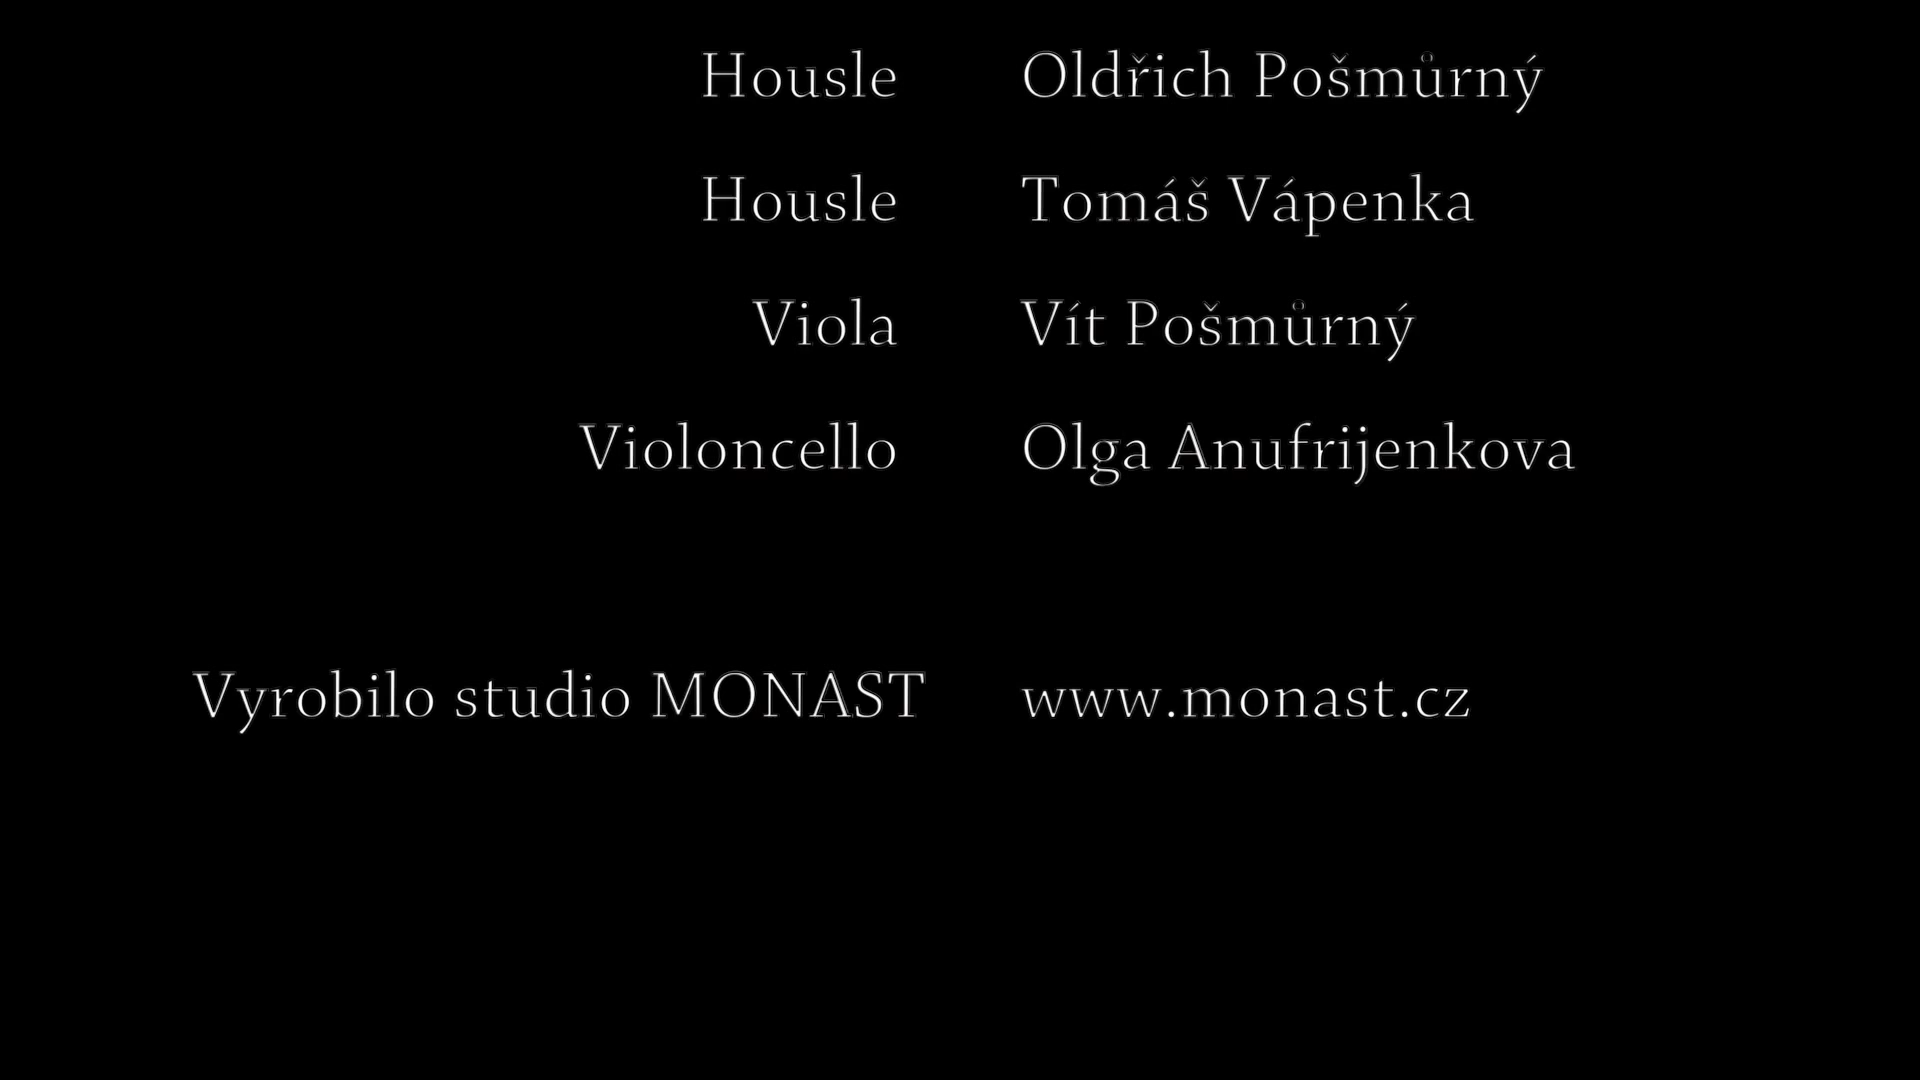 Housle Oldřich Pošmůrný
Housle Tomáš Vápenka
Viola Vít Pošmůrný
Violoncello Olga Anufrijenkova
Vyrobilo studio MONAST www.monast.cz